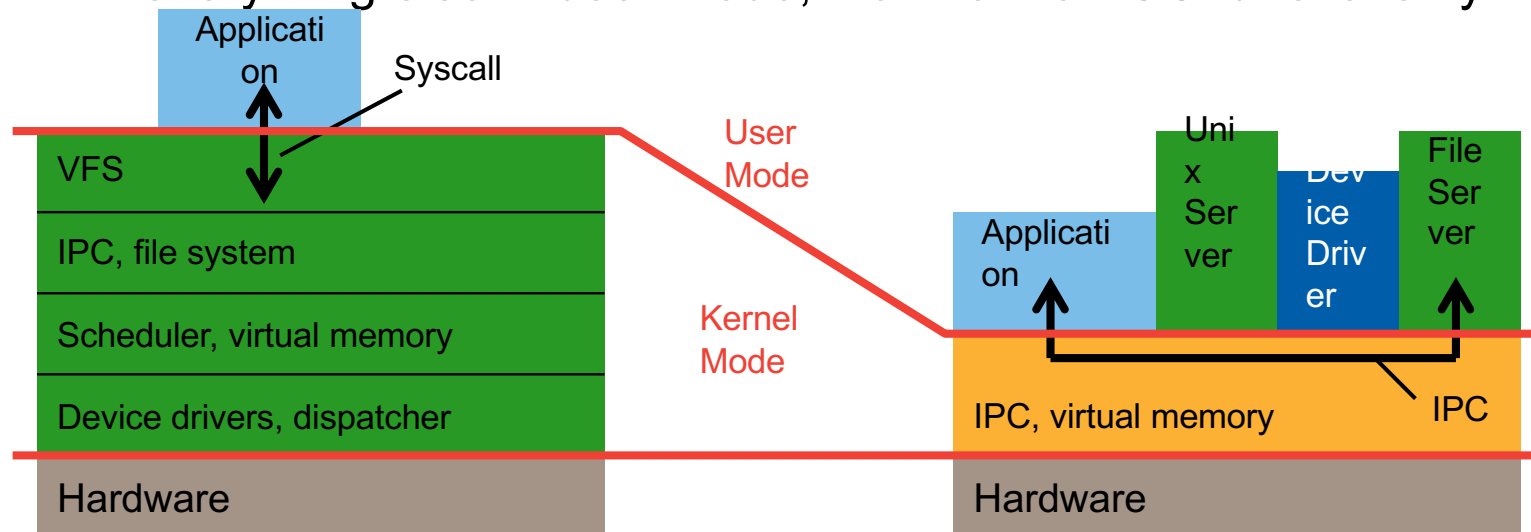 Applicati
on
Syscall
VFS
IPC, file system
Scheduler, virtual memory
Device drivers, dispatcher
Hardware
User
Mode
Kernel
Mode
Applicati
on
Uni
x
Ser
ver
Dev
ice
Driv
er
File
Ser
ver
IPC, virtual memory
IPC
Hardware